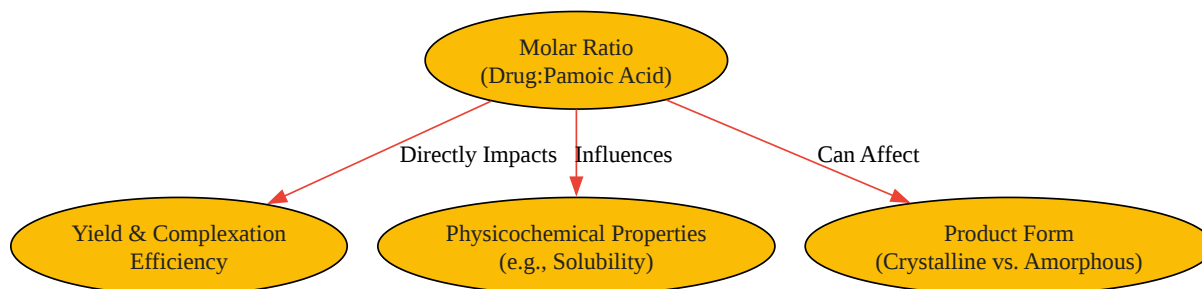 Molar Ratio
(Drug:Pamoic Acid)
Directly Impacts
Influences
Can Affect
Yield & Complexation
Efficiency
Physicochemical Properties
(e.g., Solubility)
Product Form
(Crystalline vs. Amorphous)